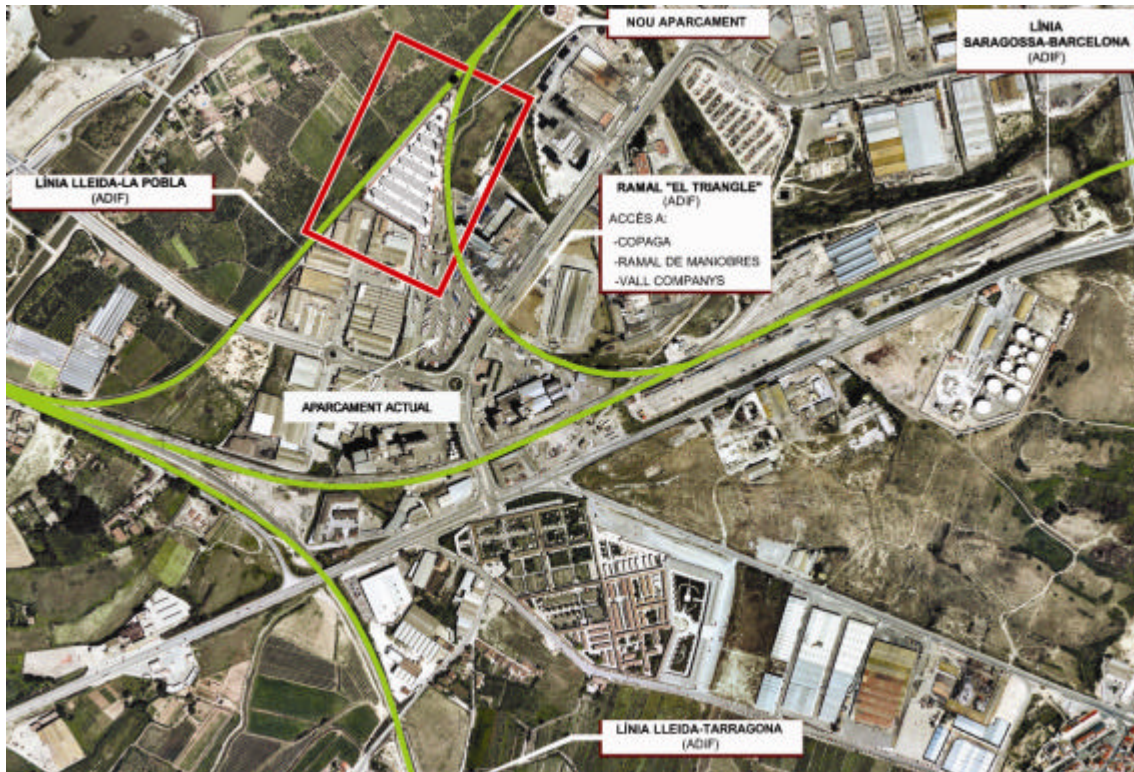 NOU APARCAMENT
LÍNIA
SARAGOSSA-BARCELONA
(ADIF)
LÍNIA LLEIDA-LA POBLA
(ADIF)
RAMAL "EL TRIANGLE"
(ADIF)
ACCÈS A:
-COPAGA
-RAMAL DE MANIOBRES
-VALL COMPANYS
APARCAMENT ACTUAL
LÍNIA LLEIDA-TARRAGONA
(ADIF)